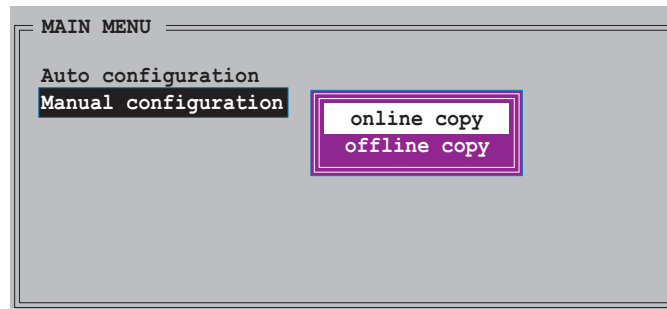 MAIN MENU
Auto configuration
Manual configuration
online copy
offline copy